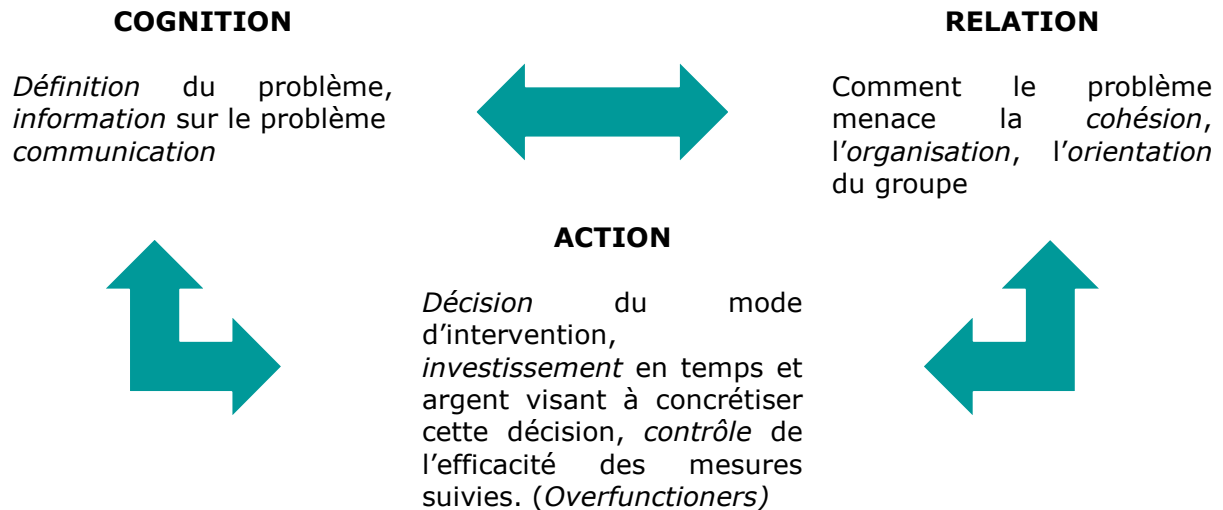 COGNITION
Définition du problème,
information sur le problème
communication
RELATION
Comment le problème
menace la cohésion,
l'organisation, l'orientation
du groupe
ACTION
Décision du mode
d'intervention,
investissement en temps et
argent visant à concrétiser
cette décision, contrôle de
l'efficacité des mesures
suivies. (Overfunctioners)